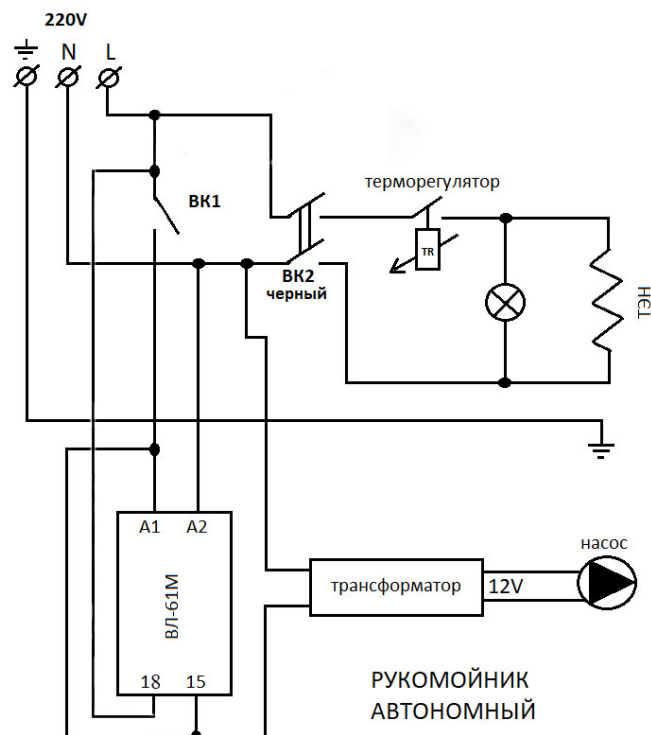 220V
N L
терморегулятор
ВК1
TR
ВК2
черный
ТЭН
A1 A2
насос
ВЛ-61М
трансформатор 12V
18 15
РУКОМОЙНИК
АВТОНОМНЫЙ